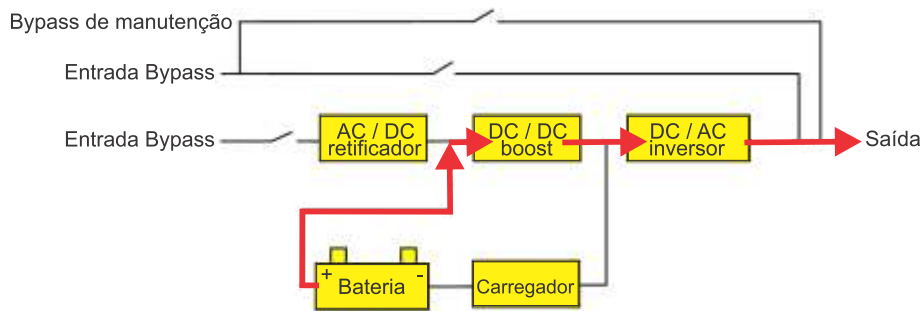 Bypass de manutenção
Entrada Bypass
Entrada Bypass
AC / DC
retificador
DC / DC
boost
DC / AC
inversor
Saída
+
-
Bateria
Carregador